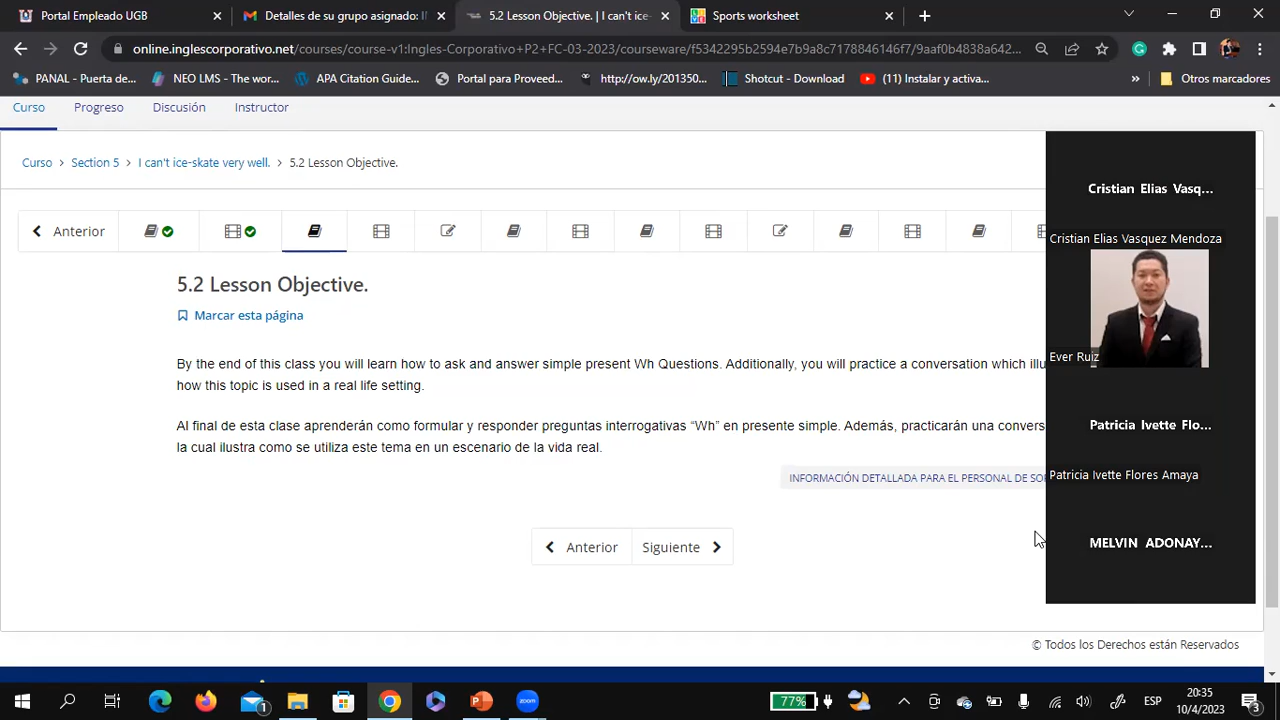 Portal Empleado UGB
Detalles de su grupo asignado: I
5.2 Lesson Objective. | I can't ice-
Sports worksheet
online.inglescorporativo.net/courses/course-v1:Ingles-Corporativo+P2+FC-03-2023/courseware/f5342295b2594e7b9a8c7178846146f7/9aaf0b4838a642...
PANAL - Puerta de...
NEO LMS - The wor...
APA Citation Guide...
Portal para Proveed...
http://ow.ly/201350...
Shotcut - Download
(11) Instalar y activa...
»
Otros marcadores
Curso
Progreso
Discusión
Instructor
Curso > Section 5 > I can't ice-skate very well. > 5.2 Lesson Objective.
Anterior
5.2 Lesson Objective.
Marcar esta página
By the end of this class you will learn how to ask and answer simple present Wh Questions. Additionally, you will practice a conversation which illu
how this topic is used in a real life setting.
Al final de esta clase aprenderán como formular y responder preguntas interrogativas “Wh” en presente simple. Además, practicarán una convers
la cual ilustra como se utiliza este tema en un escenario de la vida real.
INFORMACIÓN DETALLADA PARA EL PERSONAL DE SO
Anterior
Siguiente
© Todos los Derechos están Reservados
Cristian Elias Vasq...
Cristian Elias Vasquez Mendoza
Ever Ruiz
Patricia Ivette Flo...
Patricia Ivette Flores Amaya
MELVIN ADONAY...
1
zoom
77%
ESP
20:35
10/4/2023
3